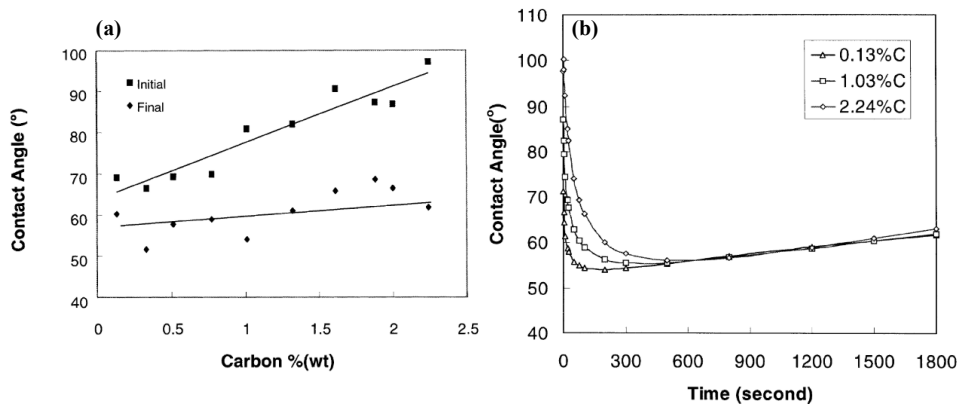 (a)
100
90
80
70
60
50
40
Contact Angle (°)
Initial
Final
0
0.5
1
1.5
2
2.5
Carbon %(wt)
(b)
100
90
80
70
60
50
40
Contact Angle(°)
0.13%C
1.03%C
2.24%C
0
300
600
900
1200
1500
1800
Time (second)